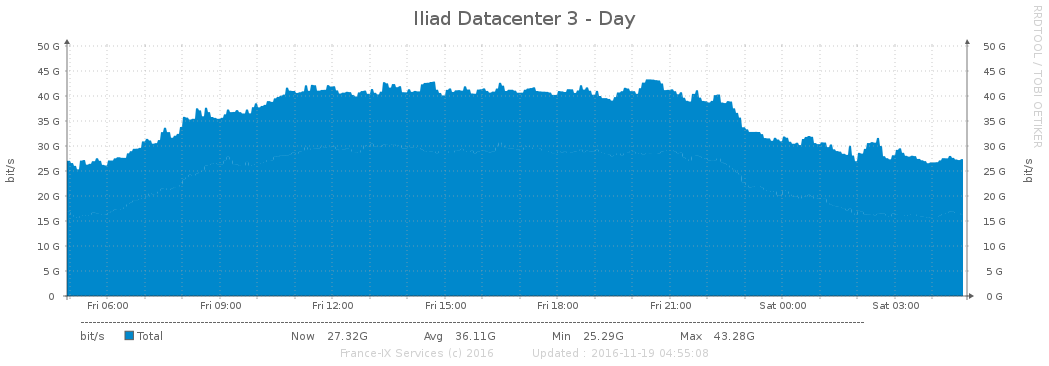 Iliad Datacenter 3 - Day
RRDTOOL / TOBI OETIKER
50 G 50 G
45 G 45 G
40 G 40 G
35 G 35 G
30 G 30 G
25 G 25 G
20 G 20 G
15 G 15 G
10 G 10 G
5 G 5 G
0 0 G
bit/s bit/s
Fri 06:00 Fri 09:00 Fri 12:00 Fri 15:00 Fri 18:00 Fri 21:00 Sat 00:00 Sat 03:00
bit/s Total Now 27.32G Avg 36.11G Min 25.29G Max 43.28G
France-IX Services (c) 2016 Updated : 2016-11-19 04:55:08